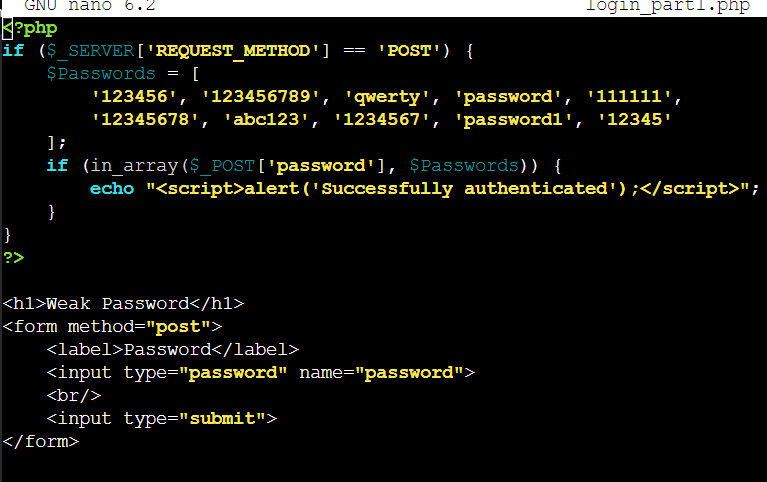 GNU nano 6.2 login_part1.php
<?php
if ($_SERVER['REQUEST_METHOD'] == 'POST') {
    $Passwords = [
        '123456', '123456789', 'qwerty', 'password', '111111',
        '12345678', 'abc123', '1234567', 'password1', '12345'
    ];
    if (in_array($_POST['password'], $Passwords)) {
        echo "<script>alert('Successfully authenticated');</script>";
    }
}
?>

<h1>Weak Password</h1>
<form method="post">
    <label>Password</label>
    <input type="password" name="password">
    <br/>
    <input type="submit">
</form>